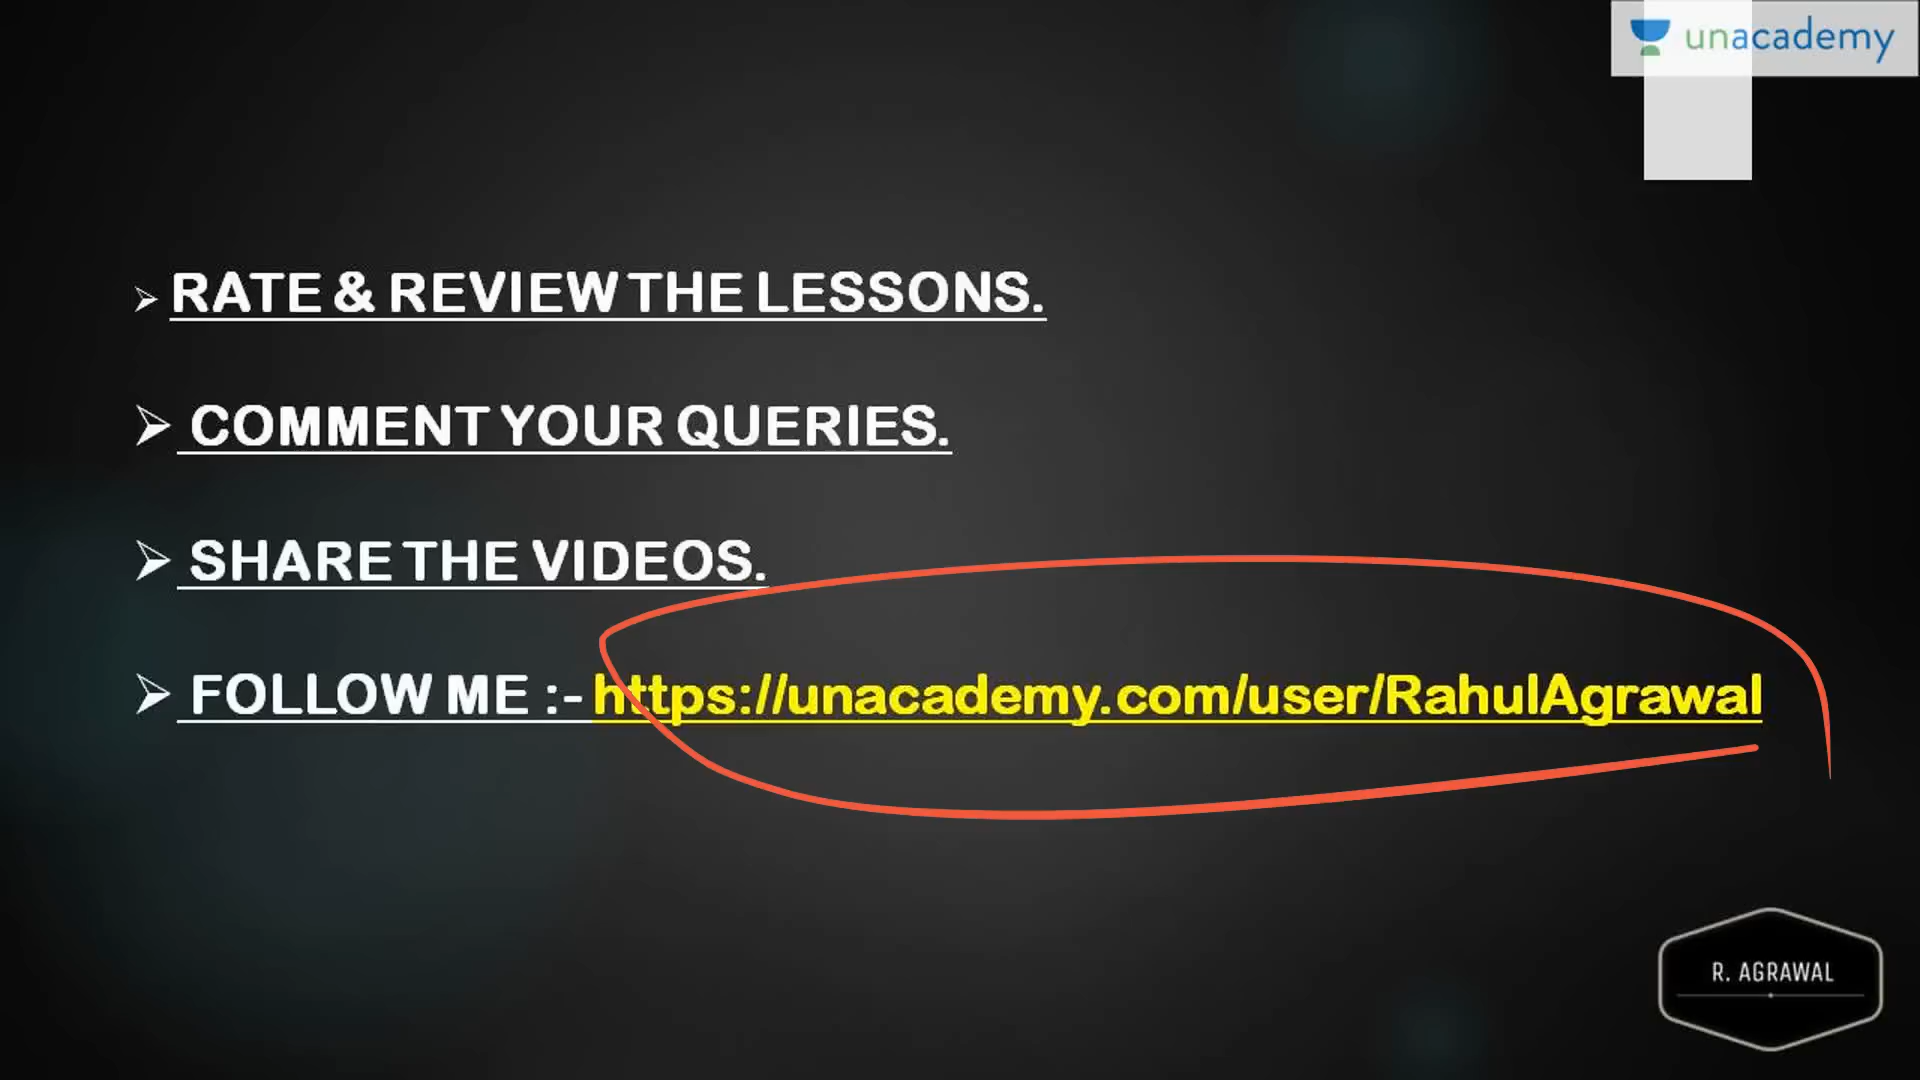 unacademy
RATE & REVIEW THE LESSONS.
COMMENT YOUR QUERIES.
SHARE THE VIDEOS.
FOLLOW ME :- https://unacademy.com/user/RahulAgrawal
R. AGRAWAL